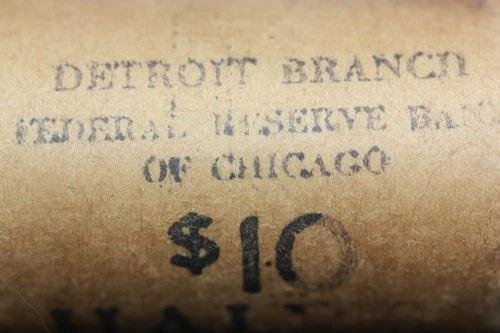 DETROIT BRANCH
FEDERAL RESERVE BANK
OF CHICAGO
$10